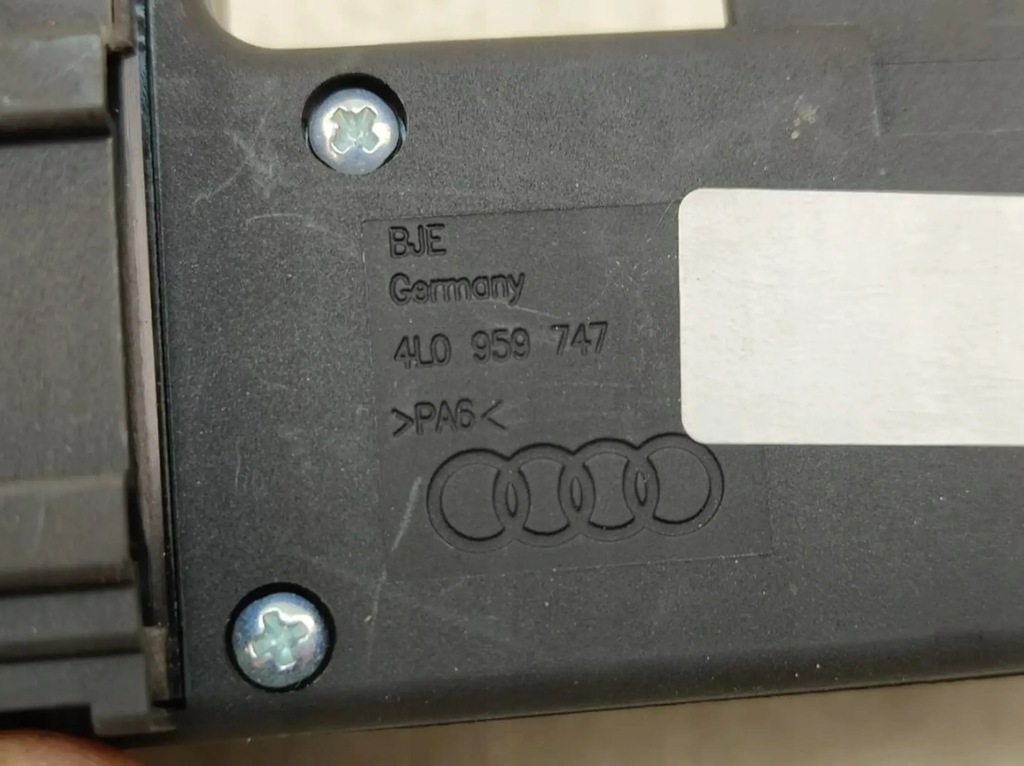 BJE
Germany
4L0 959 747
>PA6<